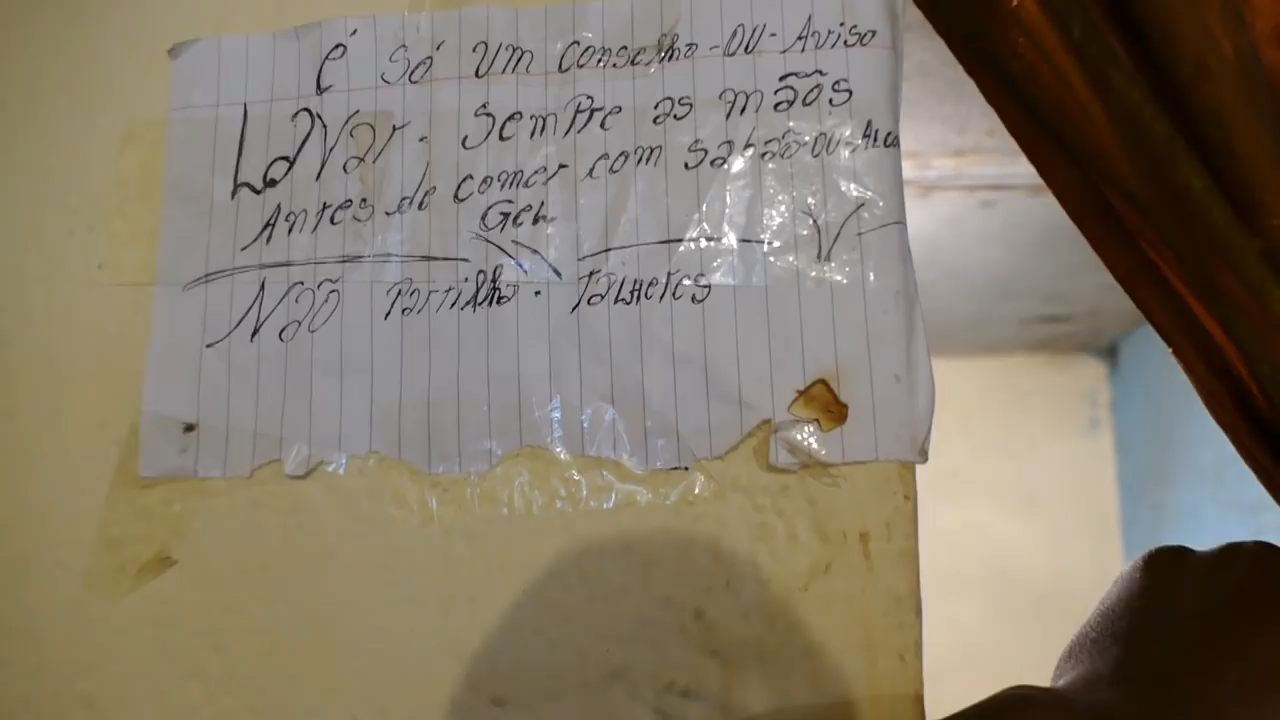 é só um conselho-OU-Aviso
Lavar. sempre as mãos
Antes de comer com sabão-OU-Alco
Gel.
Não Partilha. Talheres